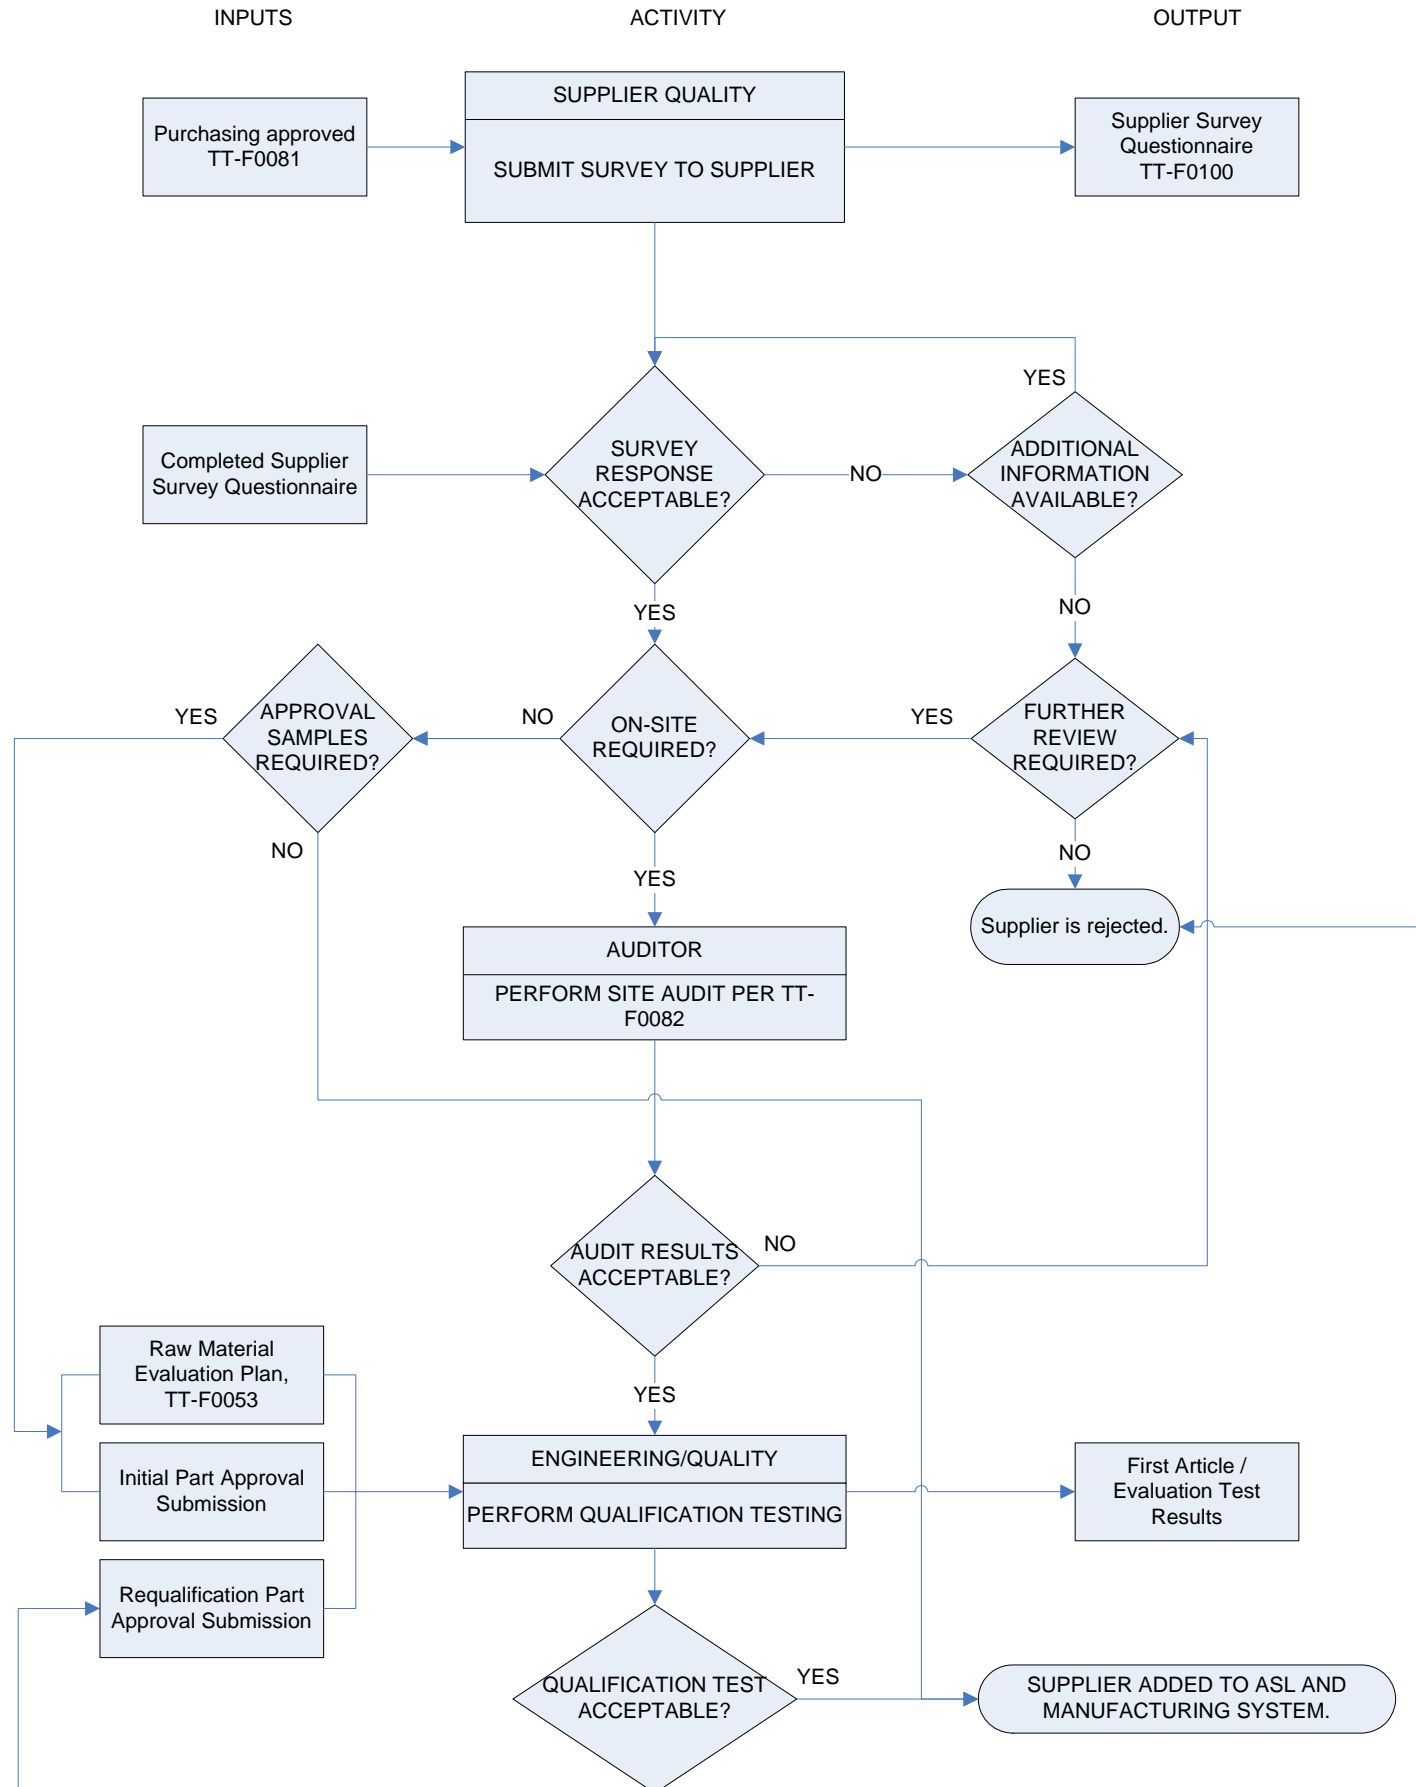 INPUTS
ACTIVITY
OUTPUT
SUPPLIER QUALITY
Purchasing approved
TT-F0081
SUBMIT SURVEY TO SUPPLIER
Supplier Survey
Questionnaire
TT-F0100
YES
Completed Supplier
Survey Questionnaire
SURVEY
RESPONSE
ACCEPTABLE?
NO
ADDITIONAL
INFORMATION
AVAILABLE?
YES
NO
YES
APPROVAL
SAMPLES
REQUIRED?
NO
ON-SITE
REQUIRED?
YES
FURTHER
REVIEW
REQUIRED?
NO
YES
NO
Supplier is rejected.
AUDITOR
PERFORM SITE AUDIT PER TT-
F0082
AUDIT RESULTS
ACCEPTABLE?
NO
YES
Raw Material
Evaluation Plan,
TT-F0053
Initial Part Approval
Submission
Requalification Part
Approval Submission
ENGINEERING/QUALITY
PERFORM QUALIFICATION TESTING
First Article /
Evaluation Test
Results
QUALIFICATION TEST
ACCEPTABLE?
YES
SUPPLIER ADDED TO ASL AND
MANUFACTURING SYSTEM.